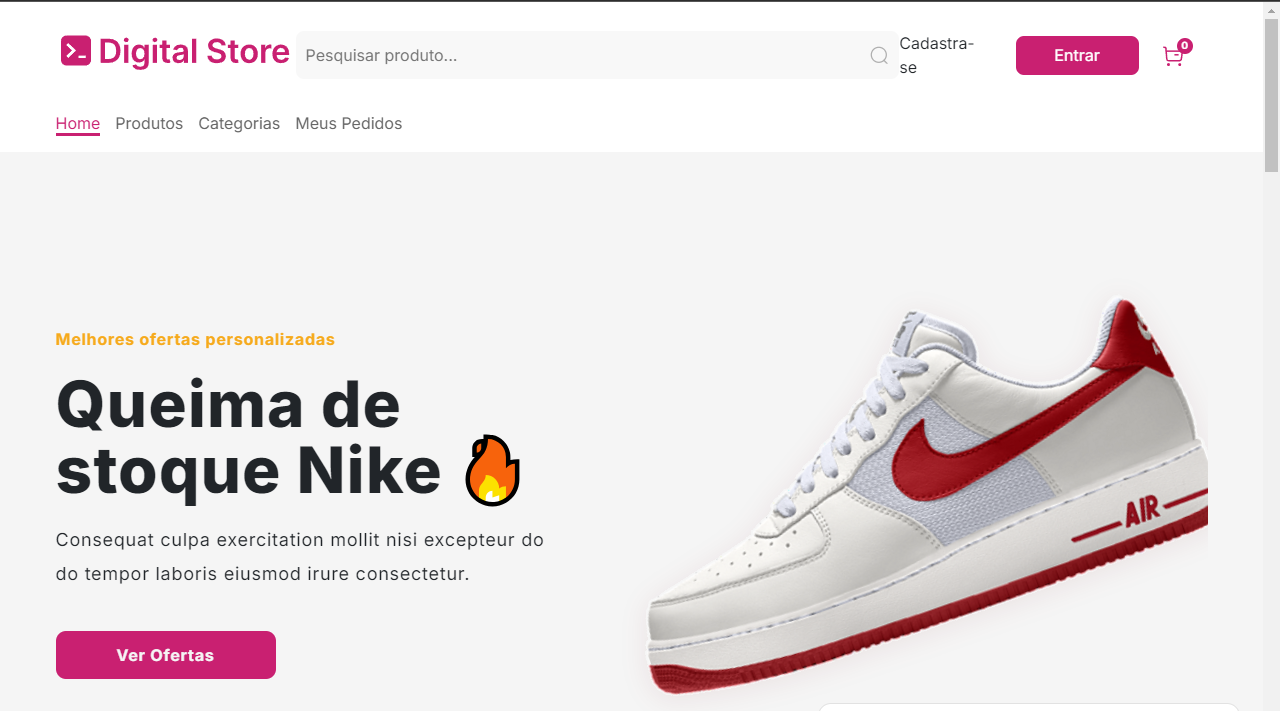 Digital Store
Pesquisar produto...
Cadastra-
se
Entrar
0
Home
Produtos
Categorias
Meus Pedidos
Melhores ofertas personalizadas
Queima de
stoque Nike
Consequat culpa exercitation mollit nisi excepteur do
do tempor laboris eiusmod irure consectetur.
AIR
Ver Ofertas